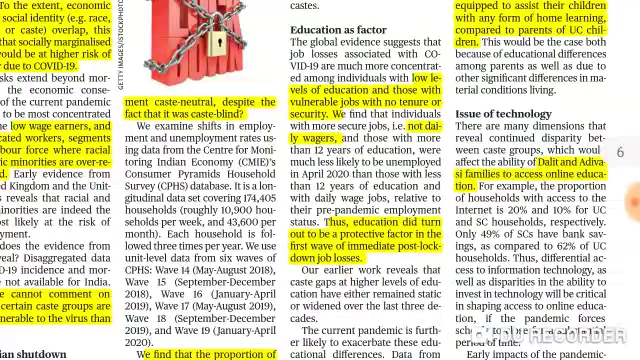 To the extent, economic
social identity (e.g. race,
or caste) overlap, this
that socially marginalised
would be at higher risk of
due to COVID-19.
sks extend beyond mor-
the economic conse-
of the current pandemic
to be most concentrated
low wage earners, and
cated workers, segments
bour force where racial
ic minorities are over-re-
d. Early evidence from
ed Kingdom and the Unit-
s reveals that racial and
inorities are indeed the
ost likely at the risk of
yment.
does the evidence from
veal? Disaggregated data
D-19 incidence and mor-
e not available for India.
e cannot comment on
certain caste groups are
nerable to the virus than
ian shutdown
GETTY IMAGES/ISTOCKPHOTO
ment caste-neutral, despite the
fact that it was caste-blind?
We examine shifts in employ-
ment and unemployment rates us-
ing data from the Centre for Moni-
toring Indian Economy (CMIE)'s
Consumer Pyramids Household
Survey (CPHS) database. It is a lon-
gitudinal data set covering 174,405
households (roughly 10,900 hou-
seholds per week, and 43,600 per
month). Each household is fol-
lowed three times per year. We use
unit-level data from six waves of
CPHS: Wave 14 (May-August 2018),
Wave 15 (September-December
2018), Wave 16 (January-April
2019), Wave 17 (May-August 2019),
Wave 18 (September-December
2019), and Wave 19 (January-April
2020).
We find that the proportion of
castes.
Education as factor
The global evidence suggests that
job losses associated with CO-
VID-19 are much more concentrat-
ed among individuals with low le-
vels of education and those with
vulnerable jobs with no tenure or
security. We find that individuals
with more secure jobs, i.e. not dai-
ly wagers, and those with more
than 12 years of education, were
much less likely to be unemployed
in April 2020 than those with less
than 12 years of education and
with daily wage jobs, relative to
their pre-pandemic employment
status. Thus, education did turn
out to be a protective factor in the
first wave of immediate post-lock-
down job losses.
Our earlier work reveals that
caste gaps at higher levels of edu-
cation have either remained static
or widened over the last three de-
cades.
The current pandemic is furth-
er likely to exacerbate these edu-
cational differences. Data from
equipped to assist their children
with any form of home learning,
compared to parents of UC chil-
dren. This would be the case both
because of educational differences
among parents as well as due to
other significant differences in ma-
terial conditions living.
Issue of technology
There are many dimensions that
reveal continued disparity bet-
ween caste groups, which would
affect the ability of Dalit and Adiva-
si families to access online educa-
tion. For example, the proportion
of households with access to the
Internet is 20% and 10% for UC
and SC households, respectively.
Only 49% of SCs have bank sav-
ings, as compared to 62% of UC
households. Thus, differential ac-
cess to information technology, as
well as disparities in the ability to
invest in technology will be critical
in shaping access to online educa-
tion, if the pandemic forces
period of time.
Early impacts of the pandemic-
6
RECORDER